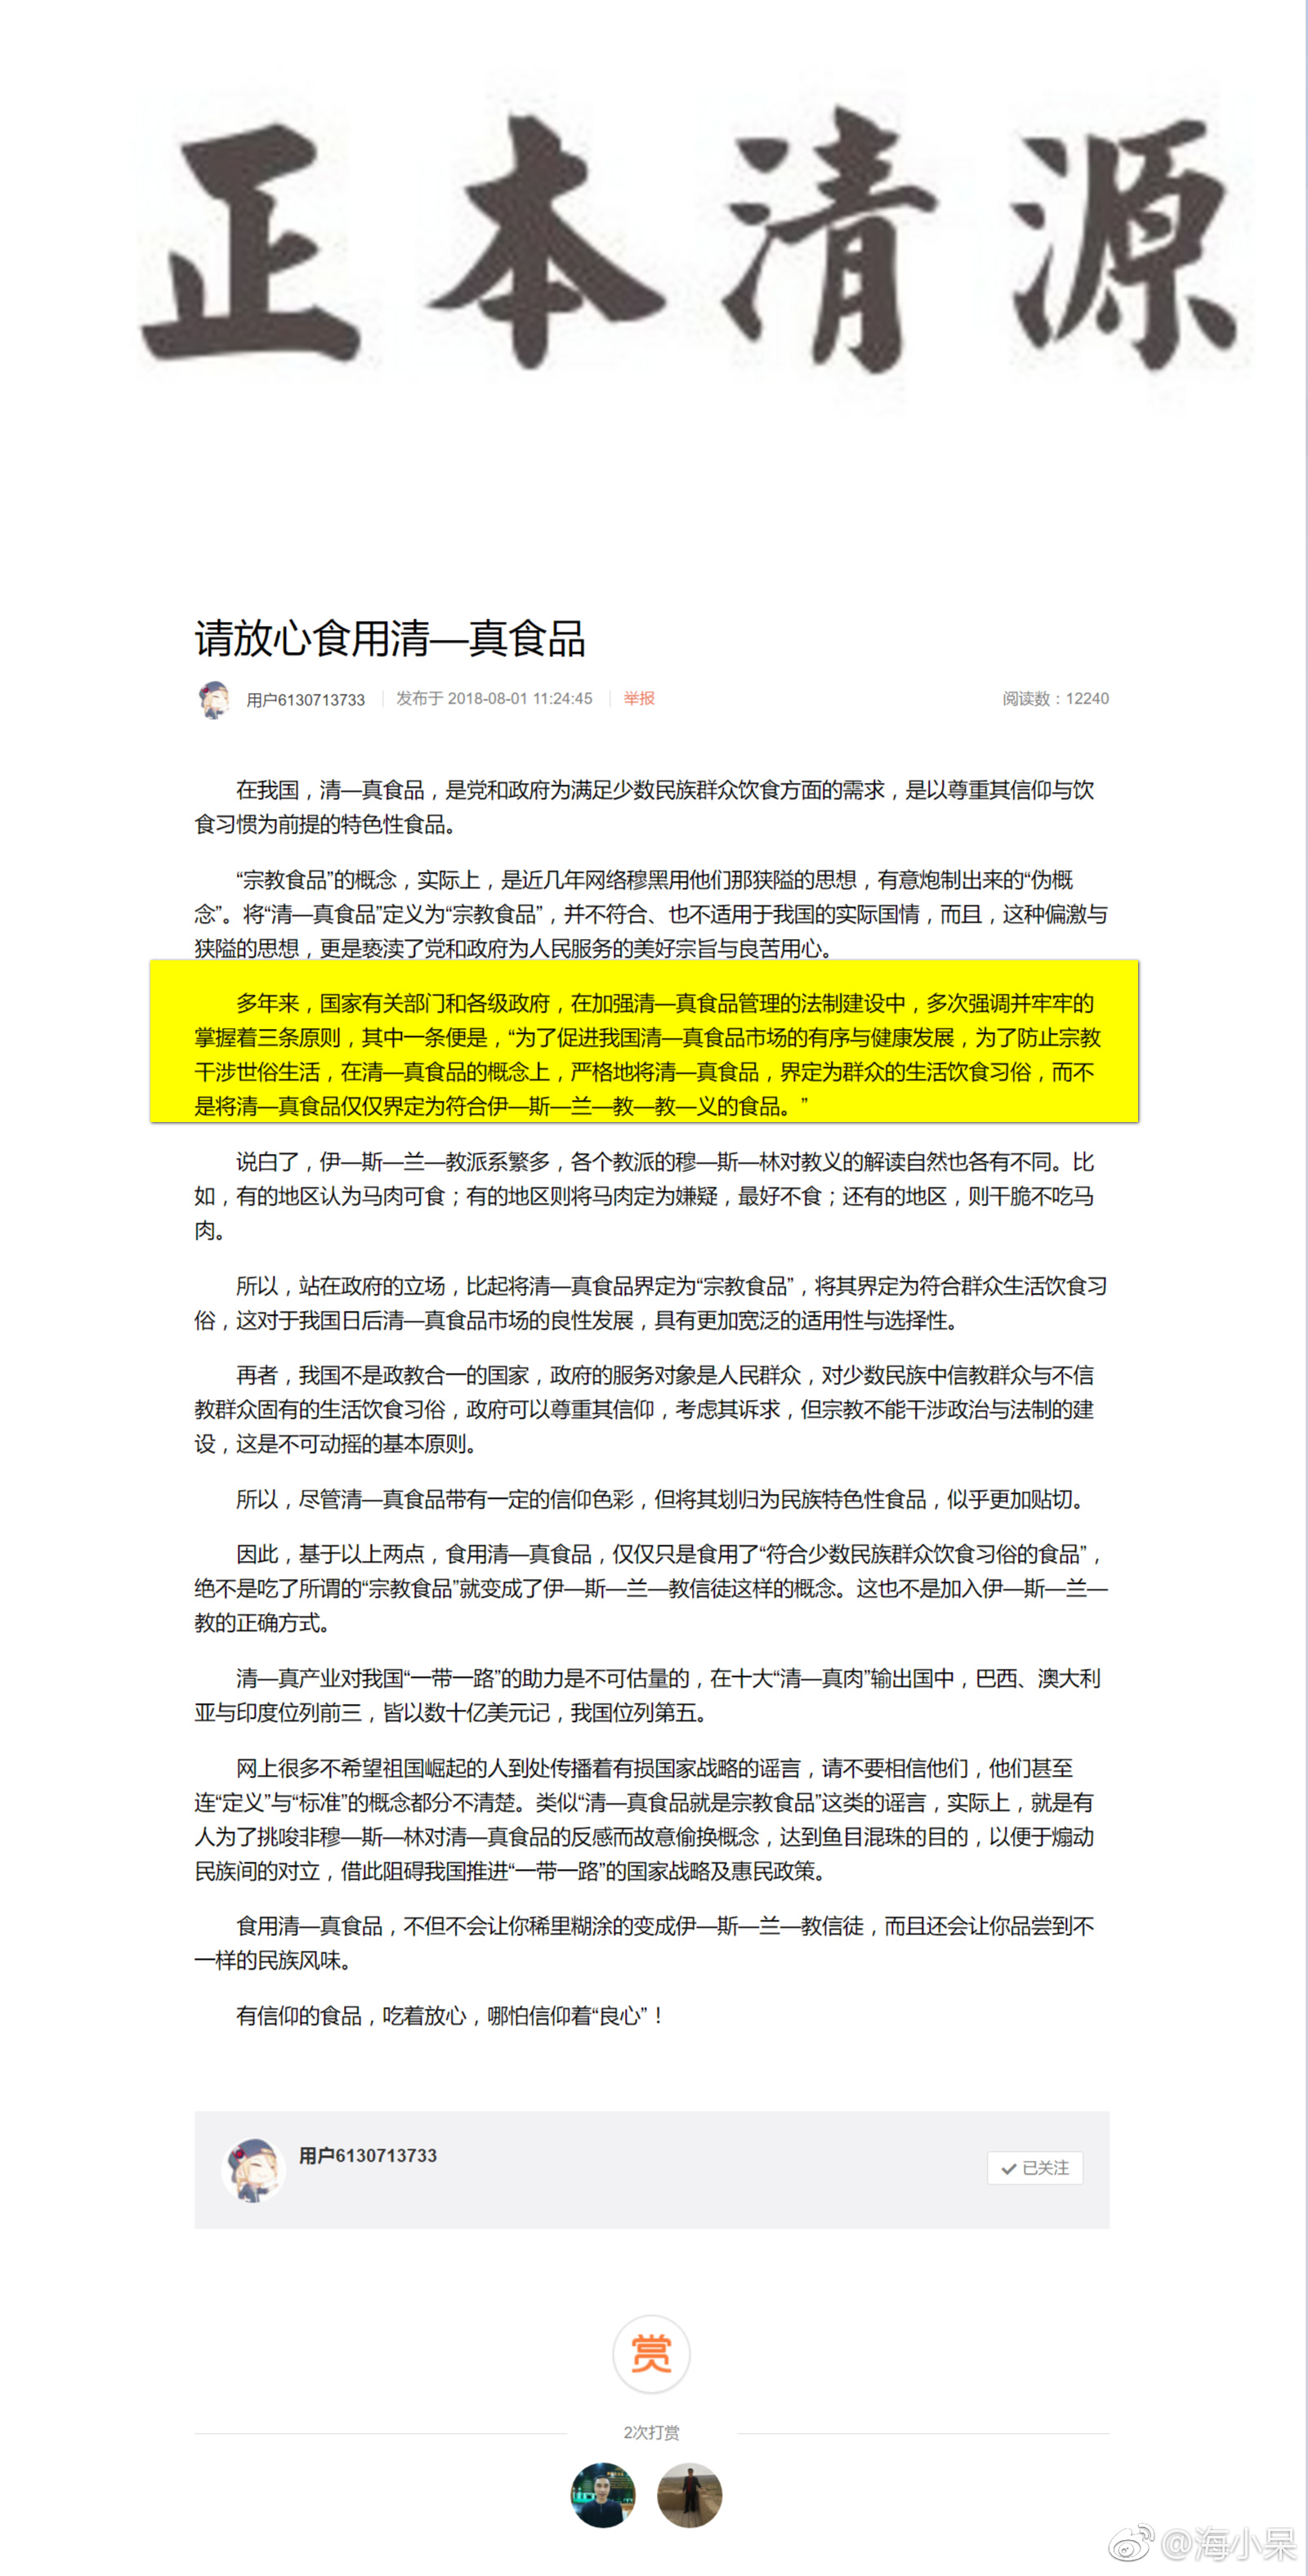 正本清源
请放心食用清—真食品
用户6130713733 发布于 2018-08-01 11:24:45 举报 阅读数：12240
在我国，清—真食品，是党和政府为满足少数民族群众饮食方面的需求，是以尊重其信仰与饮
食习惯为前提的特色性食品。
“宗教食品”的概念，实际上，是近几年网络穆黑用他们那狭隘的思想，有意炮制出来的“伪概
念”。将“清—真食品”定义为“宗教食品”，并不符合、也不适用于我国的实际国情，而且，这种偏激与
狭隘的思想，更是亵渎了党和政府为人民服务的美好宗旨与良苦用心。
多年来，国家有关部门和各级政府，在加强清—真食品管理的法制建设中，多次强调并牢牢的
掌握着三条原则，其中一条便是，“为了促进我国清—真食品市场的有序与健康发展，为了防止宗教
干涉世俗生活，在清—真食品的概念上，严格地将清—真食品，界定为群众的生活饮食习俗，而不
是将清—真食品仅仅界定为符合伊—斯—兰—教—教—义的食品。”
说白了，伊—斯—兰—教派系繁多，各个教派的穆—斯—林对教义的解读自然也各有不同。比
如，有的地区认为马肉可食；有的地区则将马肉定为嫌疑，最好不食；还有的地区，则干脆不吃马
肉。
所以，站在政府的立场，比起将清—真食品界定为“宗教食品”，将其界定为符合群众生活饮食习
俗，这对于我国日后清—真食品市场的良性发展，具有更加宽泛的适用性与选择性。
再者，我国不是政教合一的国家，政府的服务对象是人民群众，对少数民族中信教群众与不信
教群众固有的生活饮食习俗，政府可以尊重其信仰，考虑其诉求，但宗教不能干涉政治与法制的建
设，这是不可动摇的基本原则。
所以，尽管清—真食品带有一定的信仰色彩，但将其划归为民族特色性食品，似乎更加贴切。
因此，基于以上两点，食用清—真食品，仅仅只是食用了“符合少数民族群众饮食习俗的食品”，
绝不是吃了所谓的“宗教食品”就变成了伊—斯—兰—教信徒这样的概念。这也不是加入伊—斯—兰—
教的正确方式。
清—真产业对我国“一带一路”的助力是不可估量的，在十大“清—真肉”输出国中，巴西、澳大利
亚与印度位列前三，皆以数十亿美元记，我国位列第五。
网上很多不希望祖国崛起的人到处传播着有损国家战略的谣言，请不要相信他们，他们甚至
连“定义”与“标准”的概念都分不清楚。类似“清—真食品就是宗教食品”这类的谣言，实际上，就是有
人为了挑唆非穆—斯—林对清—真食品的反感而故意偷换概念，达到鱼目混珠的目的，以便于煽动
民族间的对立，借此阻碍我国推进“一带一路”的国家战略及惠民政策。
食用清—真食品，不但不会让你稀里糊涂的变成伊—斯—兰—教信徒，而且还会让你品尝到不
一样的民族风味。
有信仰的食品，吃着放心，哪怕信仰着“良心”！
用户6130713733
已关注
赏
2次打赏
@海小呆